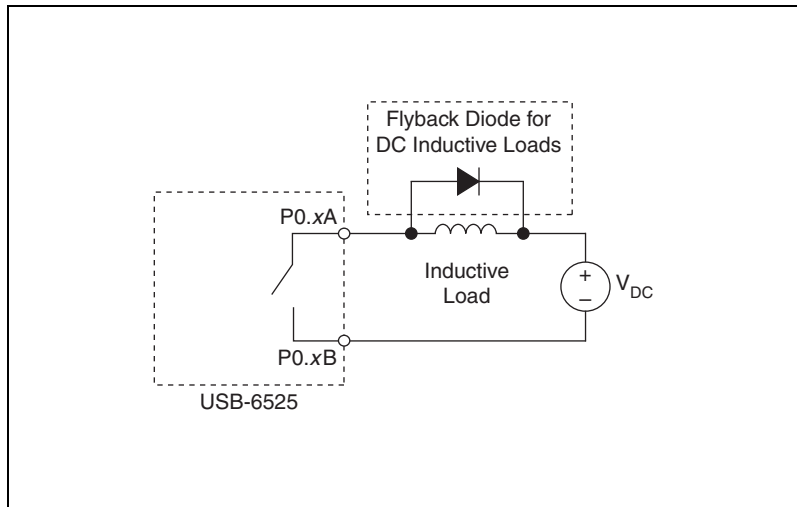 Flyback Diode for
DC Inductive Loads
P0.xA
Inductive
Load
+
–
VDC
P0.xB
USB-6525